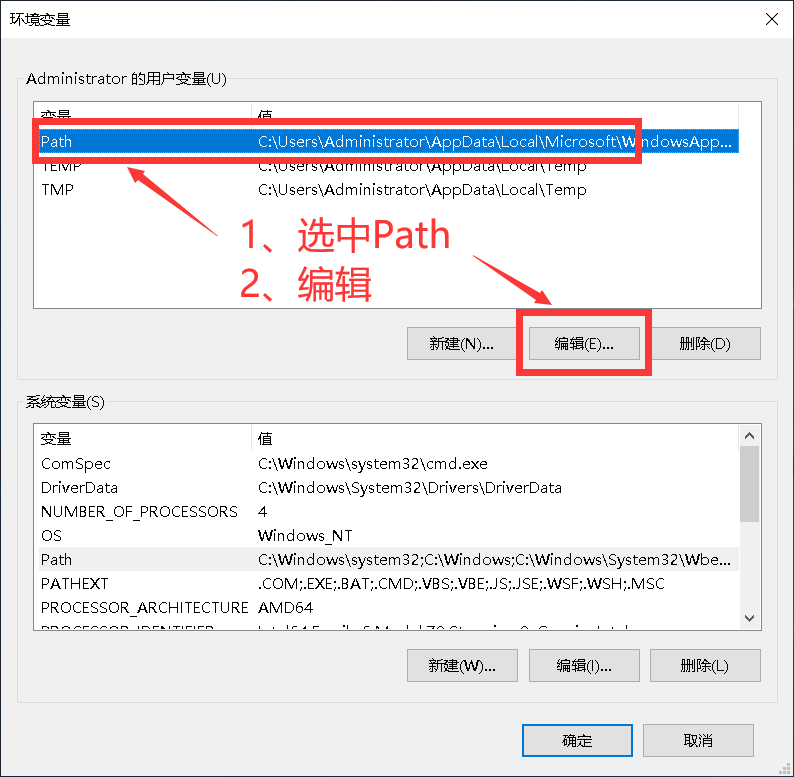 环境变量
Administrator 的用户变量(U)
变量 值
Path C:\Users\Administrator\AppData\Local\Microsoft\WindowsApp...
TEMP C:\Users\Administrator\AppData\Local\Temp
TMP C:\Users\Administrator\AppData\Local\Temp
1、选中Path
2、编辑
新建(N)... 编辑(E)... 删除(D)
系统变量(S)
变量 值
ComSpec C:\Windows\system32\cmd.exe
DriverData C:\Windows\System32\Drivers\DriverData
NUMBER_OF_PROCESSORS 4
OS Windows_NT
Path C:\Windows\system32;C:\Windows;C:\Windows\System32\Wbe...
PATHEXT .COM;.EXE;.BAT;.CMD;.VBS;.VBE;.JS;.JSE;.WSF;.WSH;.MSC
PROCESSOR_ARCHITECTURE AMD64
PROCESSOR_IDENTIFIER
新建(W)... 编辑(I)... 删除(L)
确定 取消